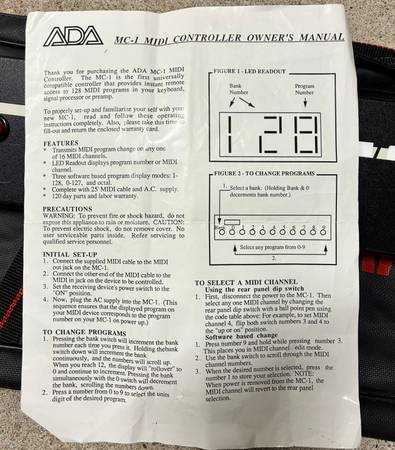 ADA
MC-1 MIDI CONTROLLER OWNER'S MANUAL
Thank you for purchasing the ADA MC-1 MIDI
Controller. The MC-1 is the first universally
compatible controller that provides instant remote
access to 128 MIDI programs in your keyboard,
signal processor or preamp.
To properly set-up and familiarize your self with your
new MC-1, read and follow these operating
instructions completely. Also, please take this time to
fill-out and return the enclosed warranty card.
FEATURES
* Transmits MIDI program change on any one
of 16 MIDI channels.
* LED Readout displays program number or MIDI
channel.
* Three software based program display modes: 1-
128, 0-127, and octal.
* Complete with 25' MIDI cable and A.C. supply.
* 120 day parts and labor warranty.
PRECAUTIONS
WARNING: To prevent fire or shock hazard, do not
expose this appliance to rain or moisture. CAUTION:
To prevent electric shock, do not remove cover. No
user serviceable parts inside. Refer servicing to
qualified service personnel.
INITIAL SET-UP
1. Connect the supplied MIDI cable to the MIDI
out jack on the MC-1.
2. Connect the other end of the MIDI cable to the
MIDI in jack on the device to be controlled.
3. Set the receiving device's power switch to the
"ON" position.
4. Now, plug the AC supply into the MC-1. (This
sequence ensures that the displayed program on
your MIDI device corresponds to the program
number on your MC-1 on power up.)
TO CHANGE PROGRAMS
1. Pressing the bank switch will increment the bank
number each time you press it. Holding the bank
switch down will increment the bank
continuously, and the numbers will scroll up.
When you reach 12, the display will "rollover" to
0 and continue to increment. Pressing the bank
simultaneously with the 0 switch will decrement
the bank, scrolling the numbers down.
2. Press a number from 0-9 to select the units
digit of the desired program.
FIGURE 1 - LED READOUT
Bank Number
Program Number
128
FIGURE 2 - TO CHANGE PROGRAMS
1. Select a bank. (Holding Bank & 0
decrements bank number.)
Select any program from 0-9
2.
TO SELECT A MIDI CHANNEL
Using the rear panel dip switch
1. First, disconnect power to the MC-1. Then
select any one MIDI channel by changing the
rear panel dip switch with a ball point pen using
the code table above. For example, to set MIDI
channel 4, flip both switch numbers 3 and 4 to
the "up or on" position.
Software based change
1. Press number 9 and hold while pressing number 3.
This places you in MIDI channel edit mode.
2. Use the bank switch to scroll through the MIDI
channel numbers.
3. When the desired number is selected, press the
number 1 to store your selection. NOTE:
When power is removed from the MC-1, the
MIDI channel will revert to the rear panel
selection.